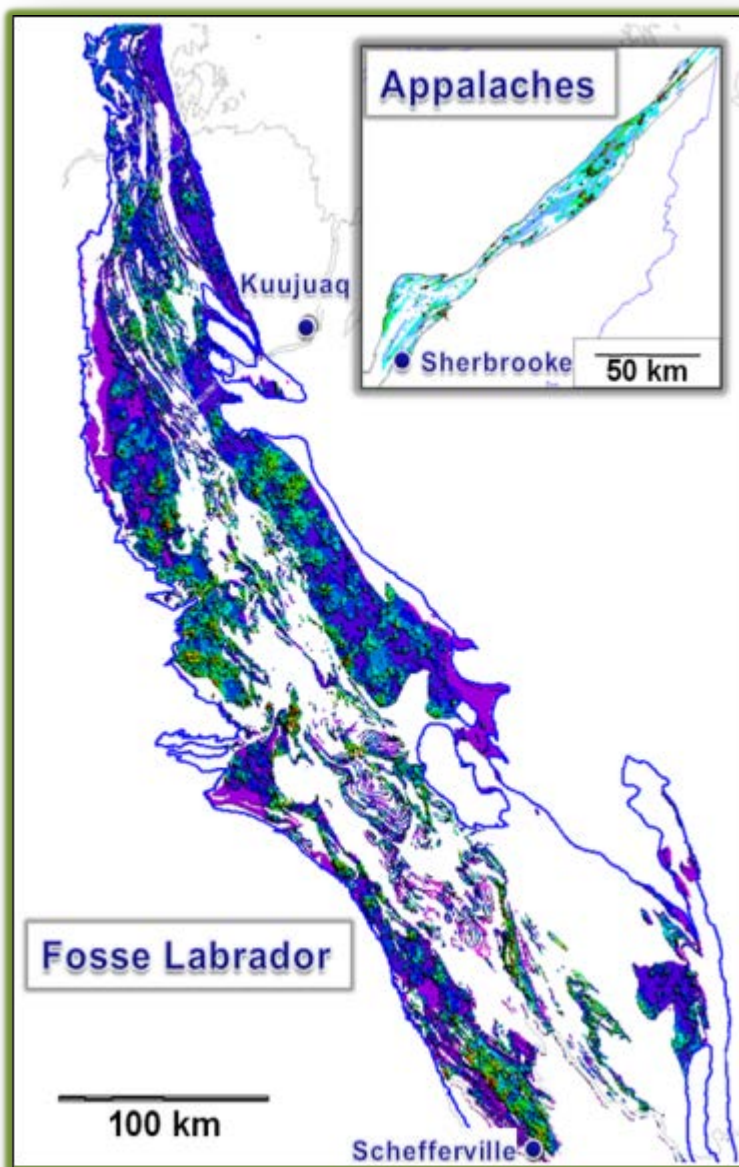 Appalaches
Kuujuaq
Sherbrooke
50 km
Fosse Labrador
100 km
Schefferville